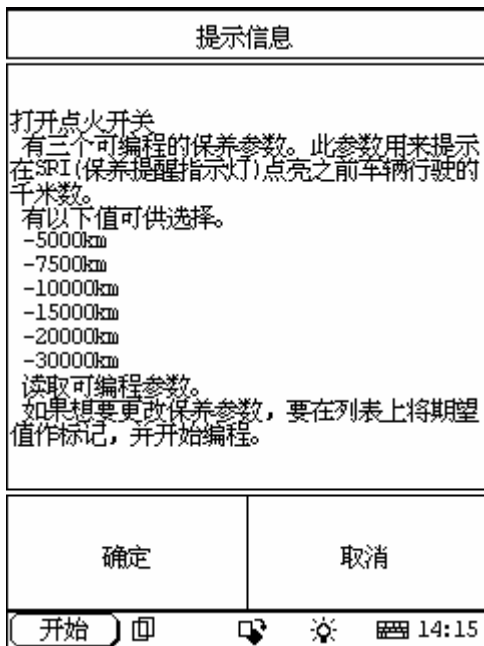 提示信息
打开点火开关
有三个可编程的保养参数。此参数用来提示
在SRI(保养提醒指示灯)点亮之前车辆行驶的
千米数。
有以下值可供选择。
-5000km
-7500km
-10000km
-15000km
-20000km
-30000km
读取可编程参数。
如果想要更改保养参数，要在列表上将期望
值作标记，并开始编程。
确定
取消
开始
14:15